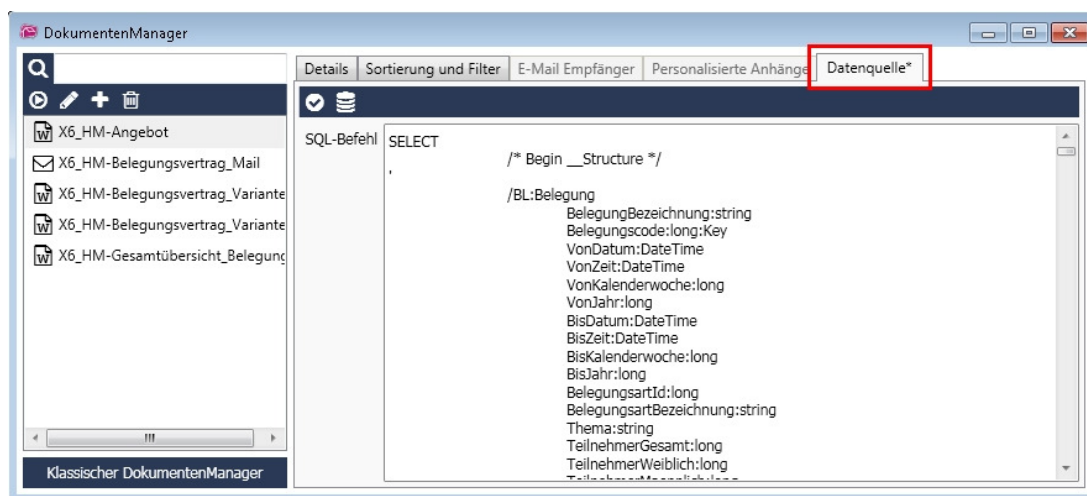 DokumentenManager
Details
Sortierung und Filter
E-Mail Empfänger
Personalisierte Anhänge
Datenquelle*
X6_HM-Angebot
X6_HM-Belegungsvertrag_Mail
X6_HM-Belegungsvertrag_Variante
X6_HM-Belegungsvertrag_Variante
X6_HM-Gesamtübersicht_Belegung
Klassischer DokumentenManager
SQL-Befehl
SELECT
/* Begin __Structure */
'
/BL:Belegung
BelegungBezeichnung:string
Belegungscode:long:Key
VonDatum:DateTime
VonZeit:DateTime
VonKalenderwoche:long
VonJahr:long
BisDatum:DateTime
BisZeit:DateTime
BisKalenderwoche:long
BisJahr:long
BelegungsartId:long
BelegungsartBezeichnung:string
Thema:string
TeilnehmerGesamt:long
TeilnehmerWeiblich:long